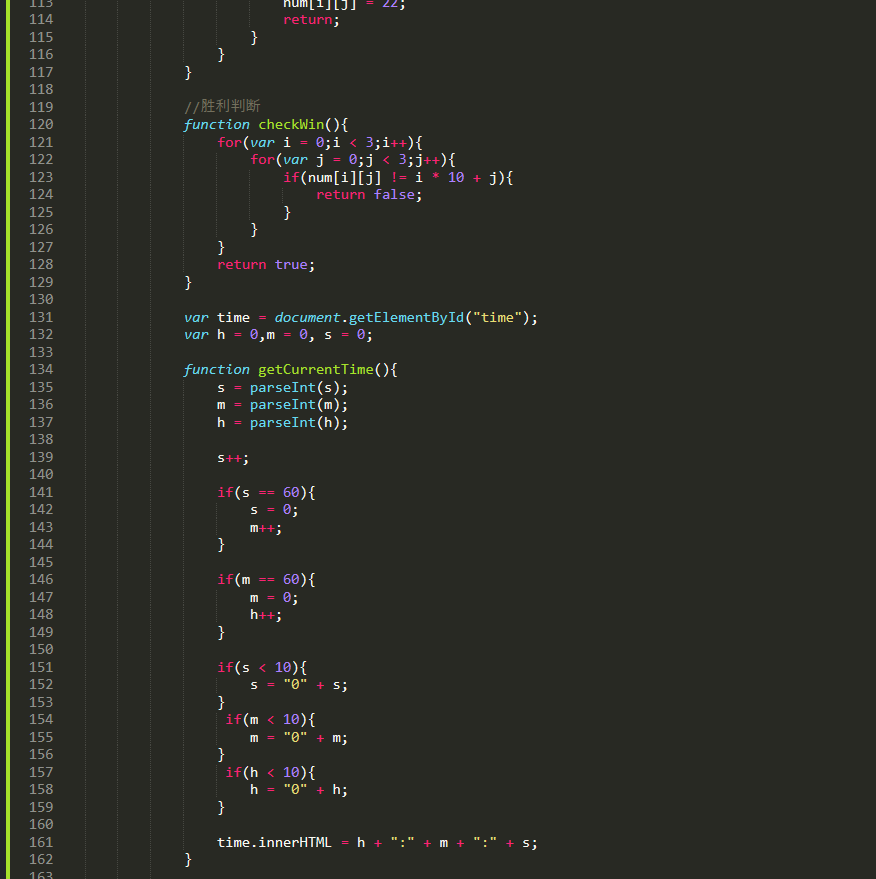 113 num[i][j] = 22;
114 return;
115 }
116 }
117 }
118
119 //胜利判断
120 function checkWin(){
121 for(var i = 0;i < 3;i++){
122 for(var j = 0;j < 3;j++){
123 if(num[i][j] != i * 10 + j){
124 return false;
125 }
126 }
127 }
128 return true;
129 }
130
131 var time = document.getElementById("time");
132 var h = 0,m = 0, s = 0;
133
134 function getCurrentTime(){
135 s = parseInt(s);
136 m = parseInt(m);
137 h = parseInt(h);
138
139 s++;
140
141 if(s == 60){
142 s = 0;
143 m++;
144 }
145
146 if(m == 60){
147 m = 0;
148 h++;
149 }
150
151 if(s < 10){
152 s = "0" + s;
153 }
154 if(m < 10){
155 m = "0" + m;
156 }
157 if(h < 10){
158 h = "0" + h;
159 }
160
161 time.innerHTML = h + ":" + m + ":" + s;
162 }
163